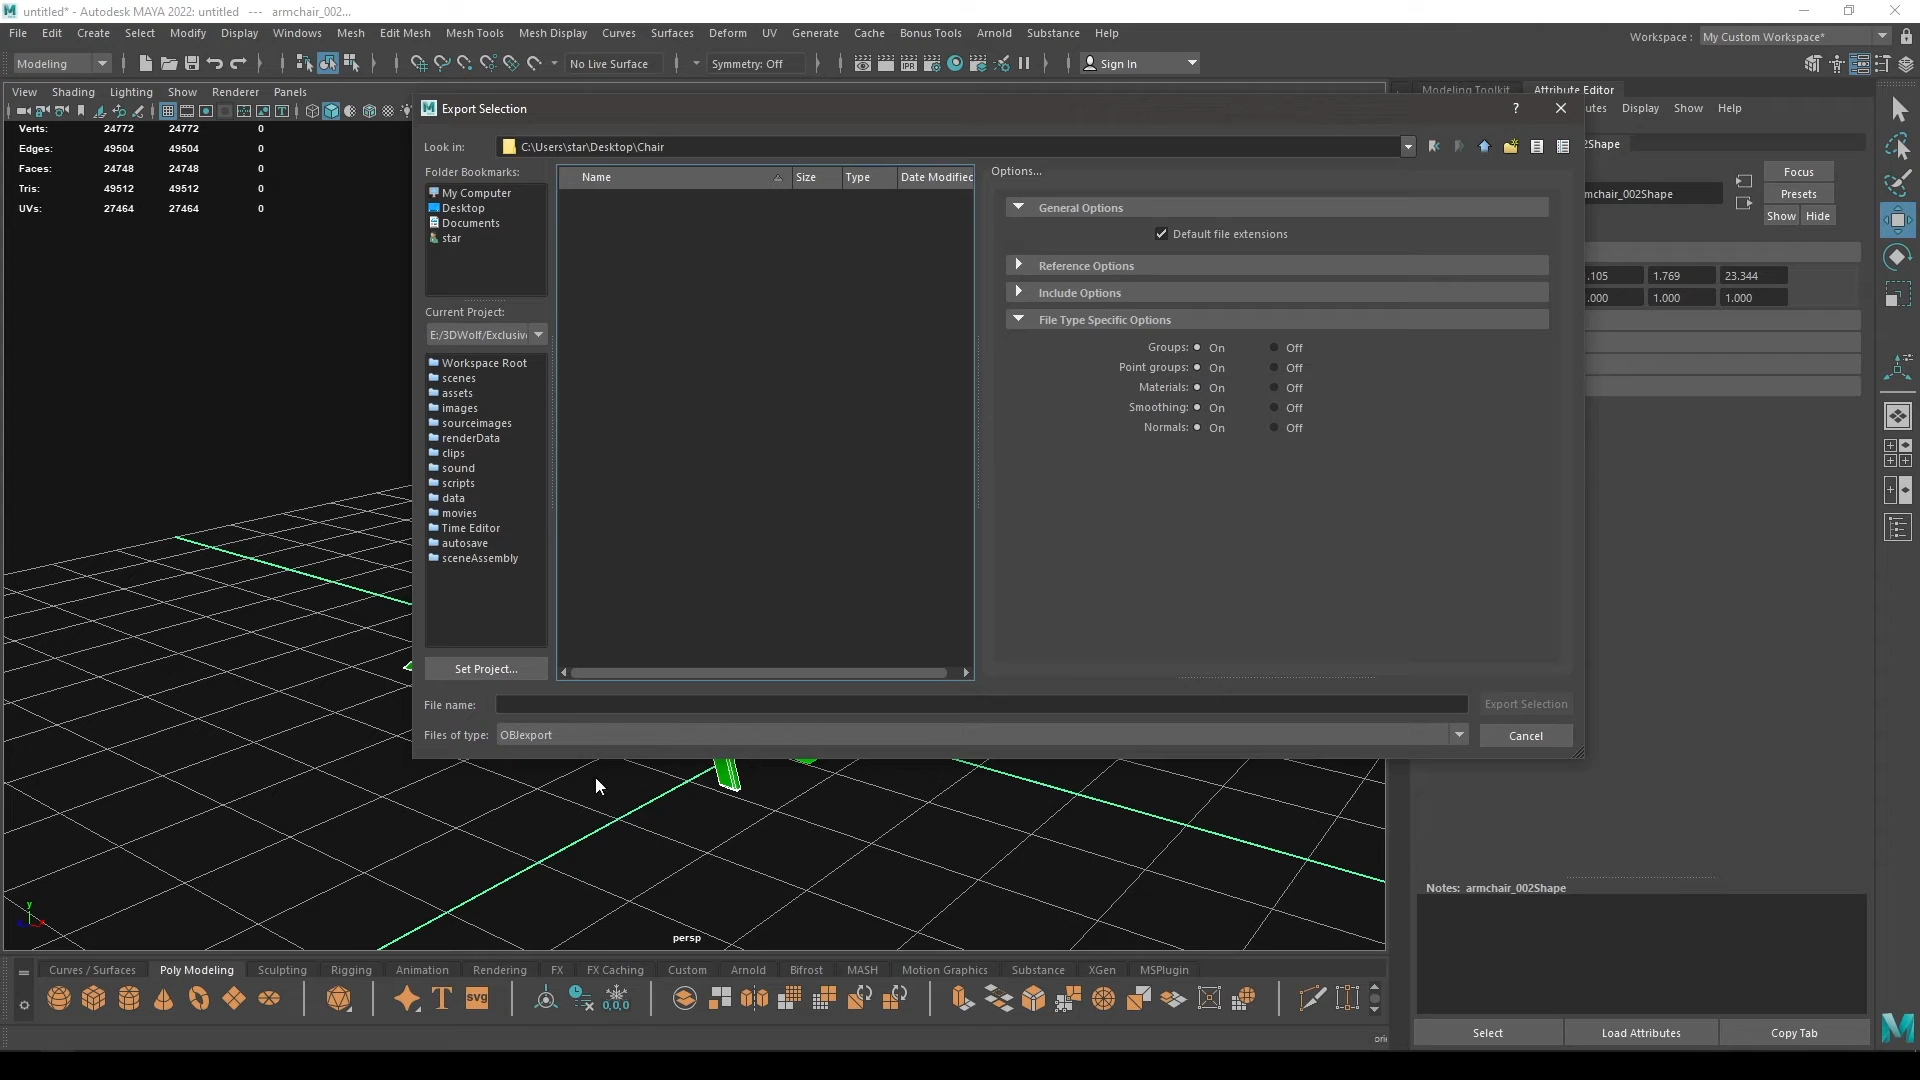 untitled* - Autodesk MAYA 2022: untitled   ---   armchair_002...
File Edit Create Select Modify Display Windows Mesh Edit Mesh Mesh Tools Mesh Display Curves Surfaces Deform UV Generate Cache Bonus Tools Arnold Substance Help
Workspace : My Custom Workspace*
Modeling No Live Surface Symmetry: Off Sign In
View Shading Lighting Show Renderer Panels
Modeling Toolkit Attribute Editor
Verts: 24772 24772 0
Edges: 49504 49504 0
Faces: 24748 24748 0
Tris: 49512 49512 0
UVs: 27464 27464 0
Export Selection ?
Look in: C:\Users\star\Desktop\Chair
Folder Bookmarks:
My Computer
Desktop
Documents
star
Current Project:
E:/3DWolf/Exclusiv
Workspace Root
scenes
assets
images
sourceimages
renderData
clips
sound
scripts
data
movies
Time Editor
autosave
sceneAssembly
Set Project...
Name Size Type Date Modified
Options...
General Options
Default file extensions
Reference Options
Include Options
File Type Specific Options
Groups: On Off
Point groups: On Off
Materials: On Off
Smoothing: On Off
Normals: On Off
File name: Export Selection
Files of type: OBJexport Cancel
utes Display Show Help
2Shape
Focus
mchair_002Shape Presets
Show Hide
.105 1.769 23.344
.000 1.000 1.000
Notes: armchair_002Shape
Select Load Attributes Copy Tab
y
persp
Curves / Surfaces Poly Modeling Sculpting Rigging Animation Rendering FX FX Caching Custom Arnold Bifrost MASH Motion Graphics Substance XGen MSPlugin
T svg 0,0,0
IPR